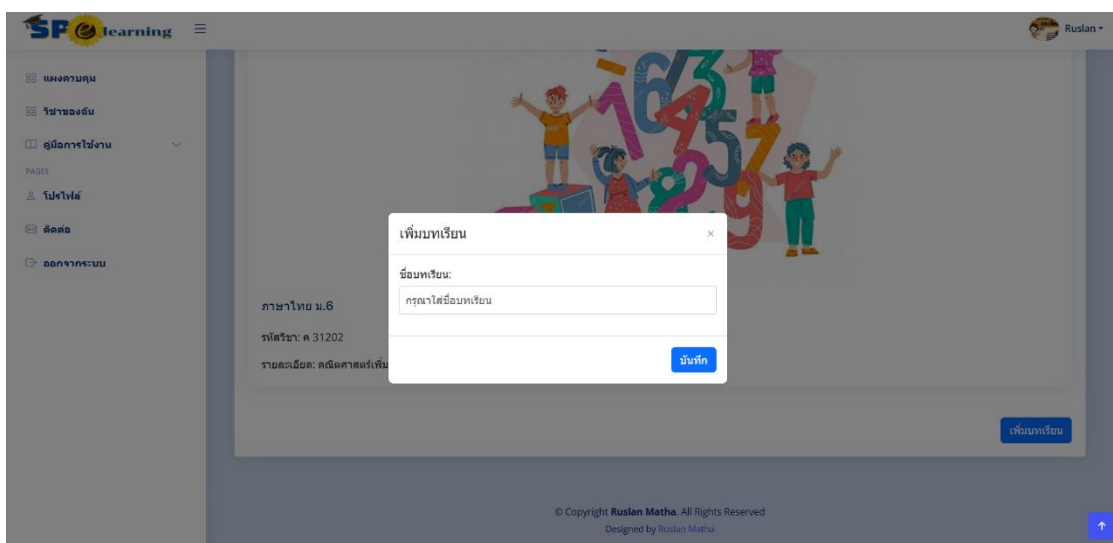 SP e learning
Ruslan
แผงควบคุม
วิชาของฉัน
คู่มือการใช้งาน
PAGES
โปรไฟล์
ติดต่อ
ออกจากระบบ
เพิ่มบทเรียน
ชื่อบทเรียน:
กรุณาใส่ชื่อบทเรียน
บันทึก
ภาษาไทย ม.6
รหัสวิชา: ค 31202
รายละเอียด: คณิตศาสตร์เพิ่ม
เพิ่มบทเรียน
© Copyright Ruslan Matha. All Rights Reserved
Designed by Ruslan Matha